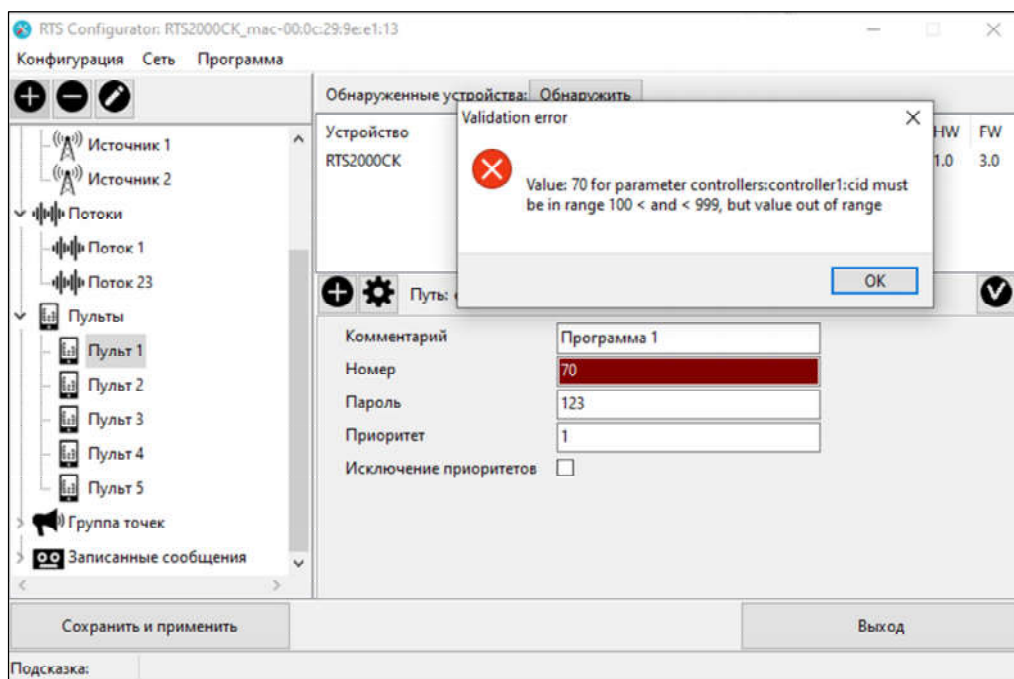 RTS Configurator: RTS2000CK_mac-00:0c:29:9e:e1:13
Конфигурация Сеть Программа
Обнаруженные устройства: Обнаружить
Устройство HW FW
RTS2000CK 1.0 3.0
Validation error
Value: 70 for parameter controllers:controller1:cid must
be in range 100 < and < 999, but value out of range
OK
Источник 1
Источник 2
Потоки
Поток 1
Поток 23
Пульты
Пульт 1
Пульт 2
Пульт 3
Пульт 4
Пульт 5
Группа точек
Записанные сообщения
Путь:
Комментарий Программа 1
Номер 70
Пароль 123
Приоритет 1
Исключение приоритетов
Сохранить и применить Выход
Подсказка: